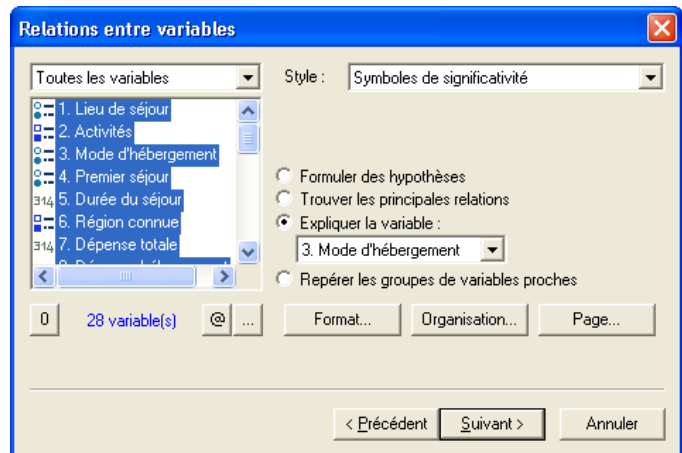 Relations entre variables
Toutes les variables
Style :
Symboles de significativité
1. Lieu de séjour
2. Activités
3. Mode d'hébergement
4. Premier séjour
314 5. Durée du séjour
6. Région connue
314 7. Dépense totale
Formuler des hypothèses
Trouver les principales relations
Expliquer la variable :
3. Mode d'hébergement
Repérer les groupes de variables proches
0
28 variable(s)
@
...
Format...
Organisation...
Page...
< Précédent
Suivant >
Annuler